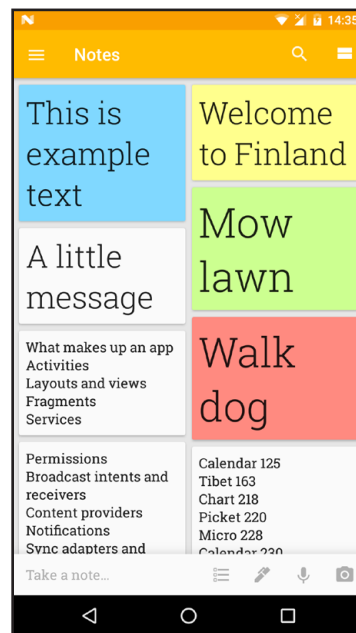 14:35
Notes
This is
example
text
A little
message
What makes up an app
Activities
Layouts and views
Fragments
Services
Permissions
Broadcast intents and
receivers
Content providers
Notifications
Sync adapters and
Welcome
to Finland
Mow
lawn
Walk
dog
Calendar 125
Tibet 163
Chart 218
Picket 220
Micro 228
Calendar 230
Take a note...